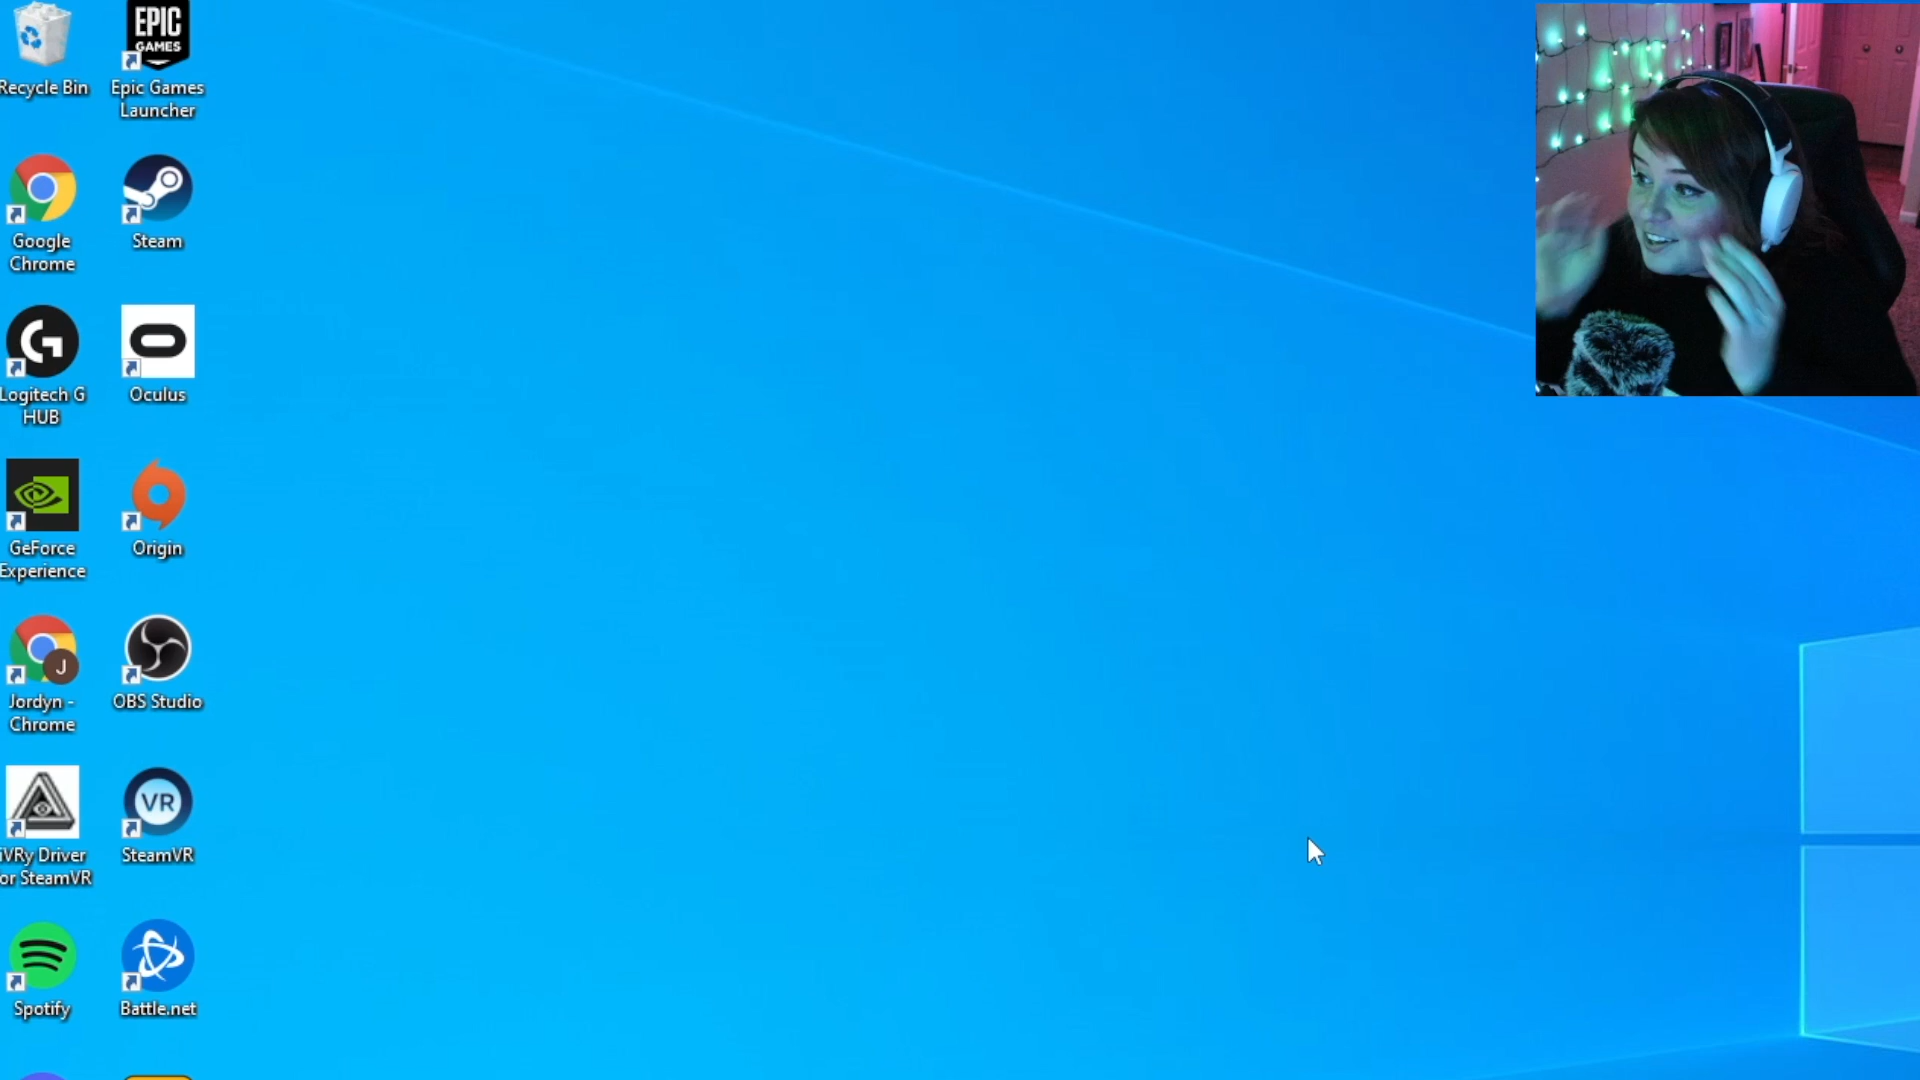 Recycle Bin
EPIC
GAMES
Epic Games
Launcher
Google
Chrome
Steam
Logitech G
HUB
Oculus
GeForce
Experience
Origin
J
Jordyn -
Chrome
OBS Studio
iVRy Driver
or SteamVR
VR
SteamVR
Spotify
Battle.net